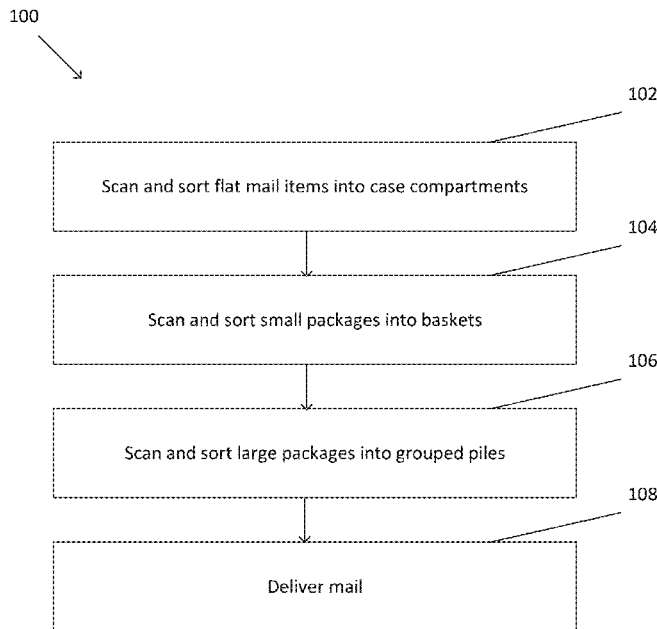 100
102
Scan and sort flat mail items into case compartments
104
Scan and sort small packages into baskets
106
Scan and sort large packages into grouped piles
108
Deliver mail